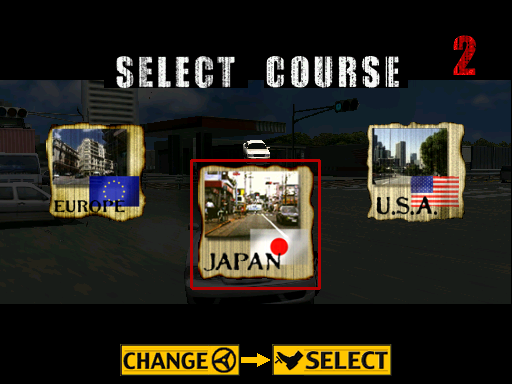 SELECT COURSE
2
EUROPE
JAPAN
U.S.A.
CHANGE
SELECT